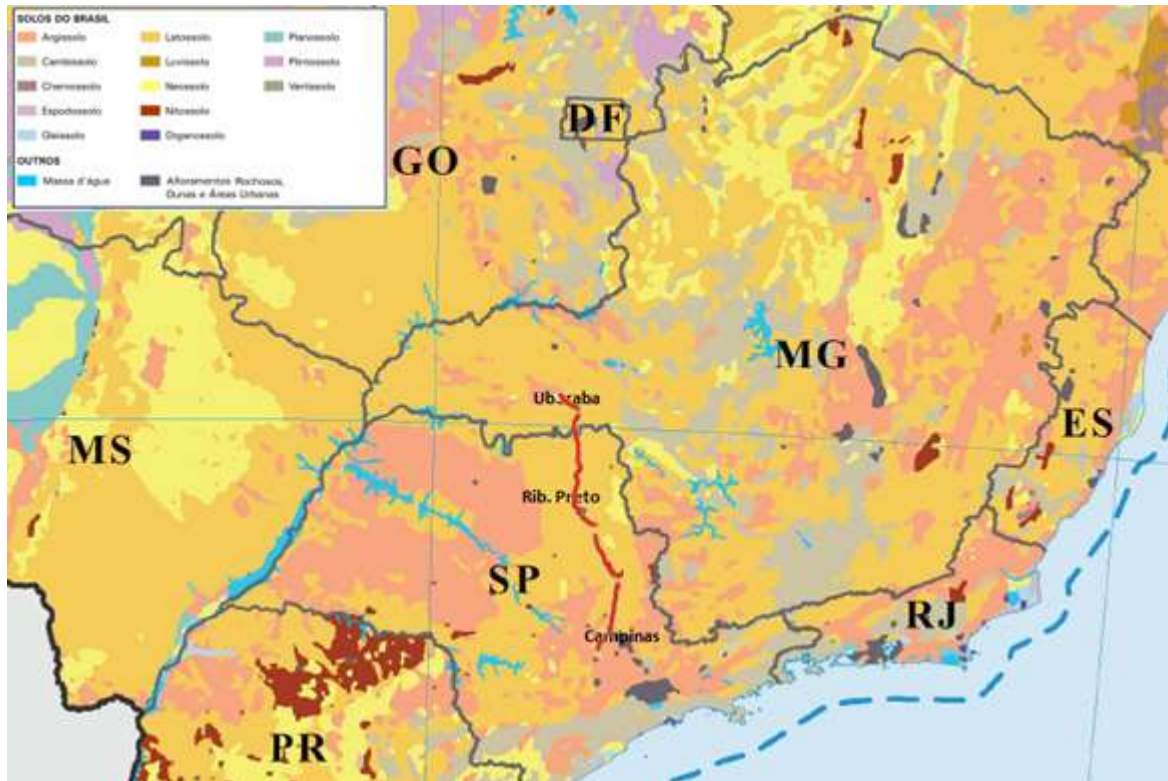 SOLOS DO BRASIL
Argissolo
Latossolo
Planossolo
Cambissolo
Luvissolo
Plintossolo
Chernossolo
Neossolo
Vertissolo
Espodossolo
Nitossolo
Gleissolo
Organossolo
OUTROS
Massa d'água
Afloramentos Rochosos,
Dunas e Áreas Urbanas
DF
GO
MG
Uberaba
MS
ES
Rib. Preto
SP
RJ
Campinas
PR